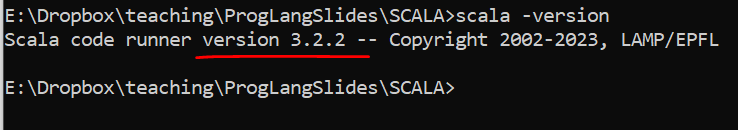 E:\Dropbox\teaching\ProgLangSlides\SCALA>scala -version
Scala code runner version 3.2.2 -- Copyright 2002-2023, LAMP/EPFL
E:\Dropbox\teaching\ProgLangSlides\SCALA>